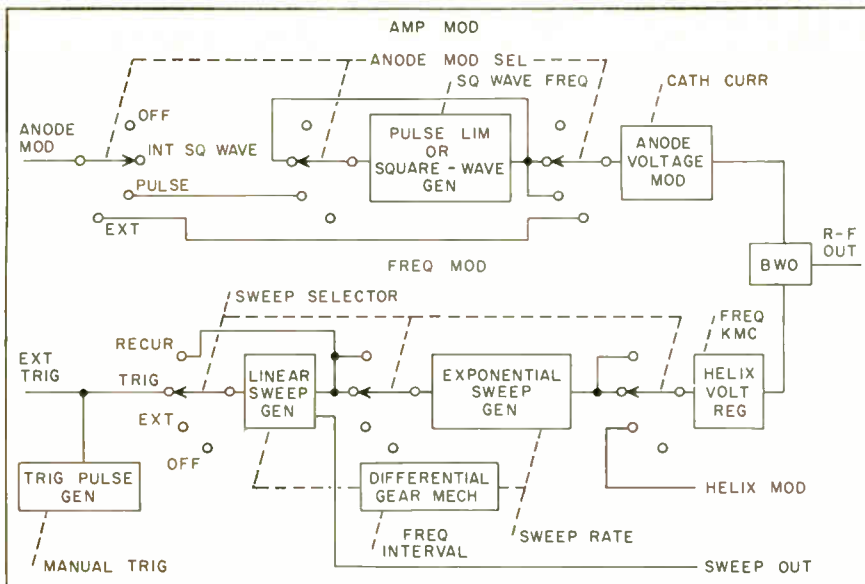 AMP MOD
ANODE MOD SEL
SQ WAVE FREQ
CATH CURR
OFF
ANODE
MOD
INT SQ WAVE
PULSE LIM
OR
SQUARE-WAVE
GEN
ANODE
VOLTAGE
MOD
PULSE
EXT
R-F
OUT
BWO
FREQ MOD
SWEEP SELECTOR
FREQ
KMC
RECUR
EXT
TRIG
TRIG
LINEAR
SWEEP
GEN
EXPONENTIAL
SWEEP
GEN
HELIX
VOLT
REG
EXT
OFF
TRIG PULSE
GEN
DIFFERENTIAL
GEAR MECH
HELIX MOD
FREQ
INTERVAL
SWEEP RATE
MANUAL TRIG
SWEEP OUT